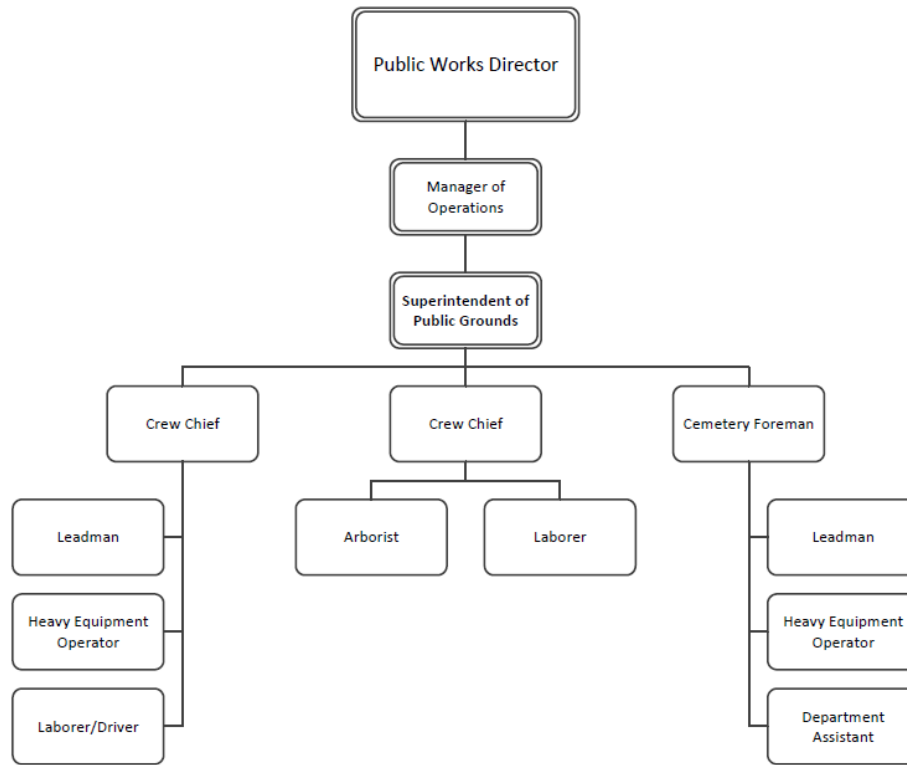 Public Works Director
Manager of
Operations
Superintendent of
Public Grounds
Crew Chief
Crew Chief
Cemetery Foreman
Leadman
Heavy Equipment
Operator
Laborer/Driver
Arborist
Laborer
Leadman
Heavy Equipment
Operator
Department
Assistant